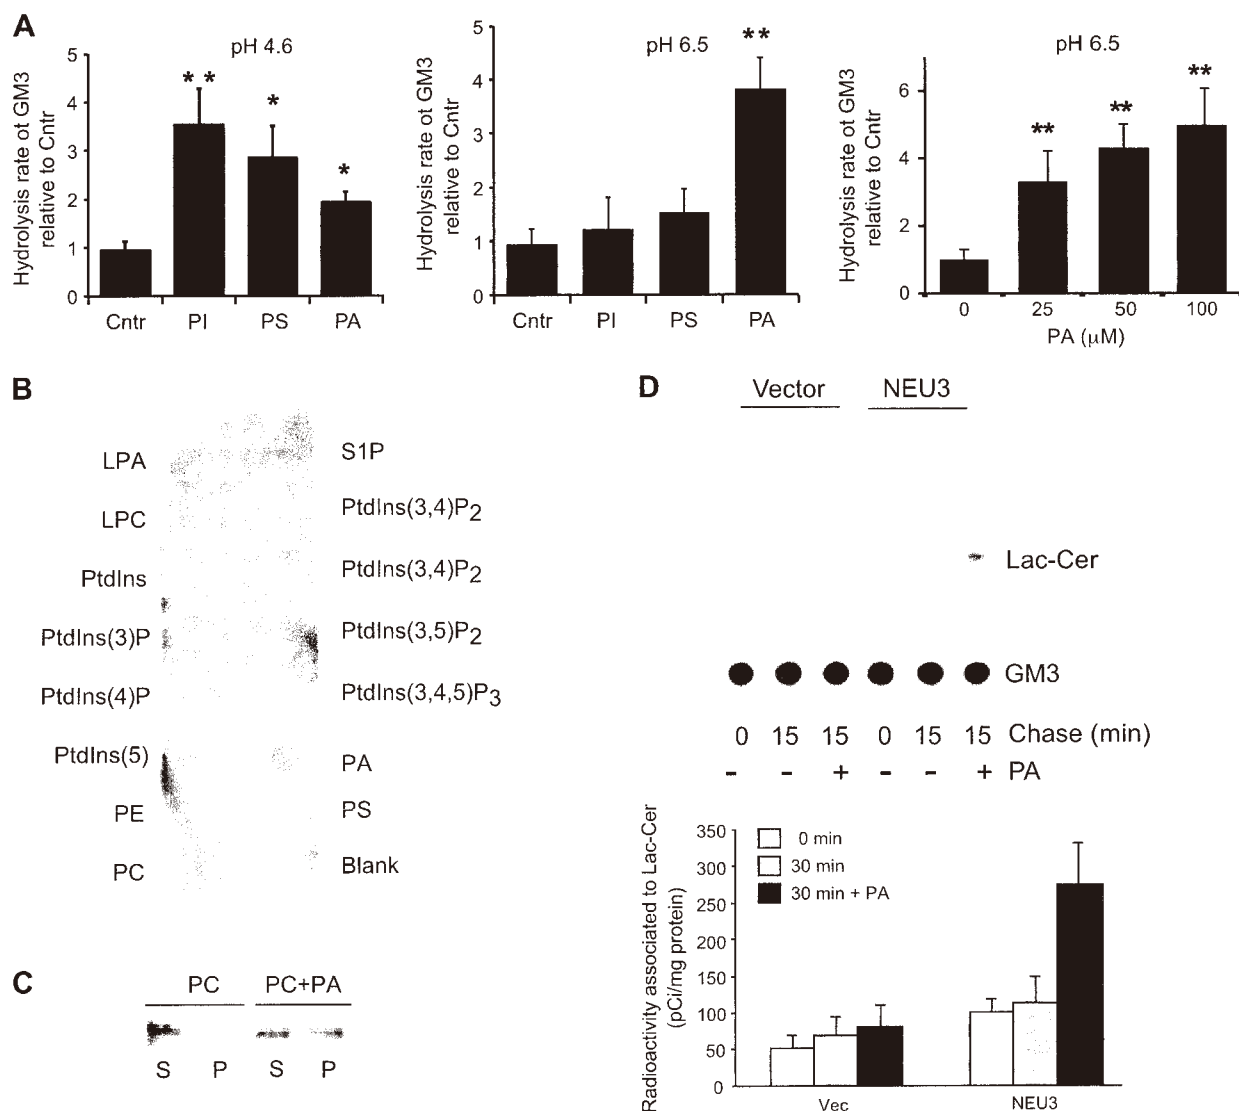 A
pH 4.6
Hydrolysis rate ot GM3
relative to Cntr
5
4
3
2
1
0
** 
*
*
Cntr PI PS PA
pH 6.5
Hydrolysis rate ot GM3
relative to Cntr
5
4
3
2
1
0
**
Cntr PI PS PA
pH 6.5
Hydrolysis rate ot GM3
relative to Cntr
6
4
2
0
**
**
**
0 25 50 100
PA (μM)
B
LPA
LPC
PtdIns
PtdIns(3)P
PtdIns(4)P
PtdIns(5)
PE
PC
S1P
PtdIns(3,4)P2
PtdIns(3,4)P2
PtdIns(3,5)P2
PtdIns(3,4,5)P3
PA
PS
Blank
C
PC PC+PA
S P S P
D
Vector NEU3
Lac-Cer
GM3
0 15 15 0 15 15 Chase (min)
- - + - - + PA
Radioactivity associated to Lac-Cer
(pCi/mg protein)
350
300
250
200
150
100
50
0
0 min
30 min
30 min + PA
Vec NEU3